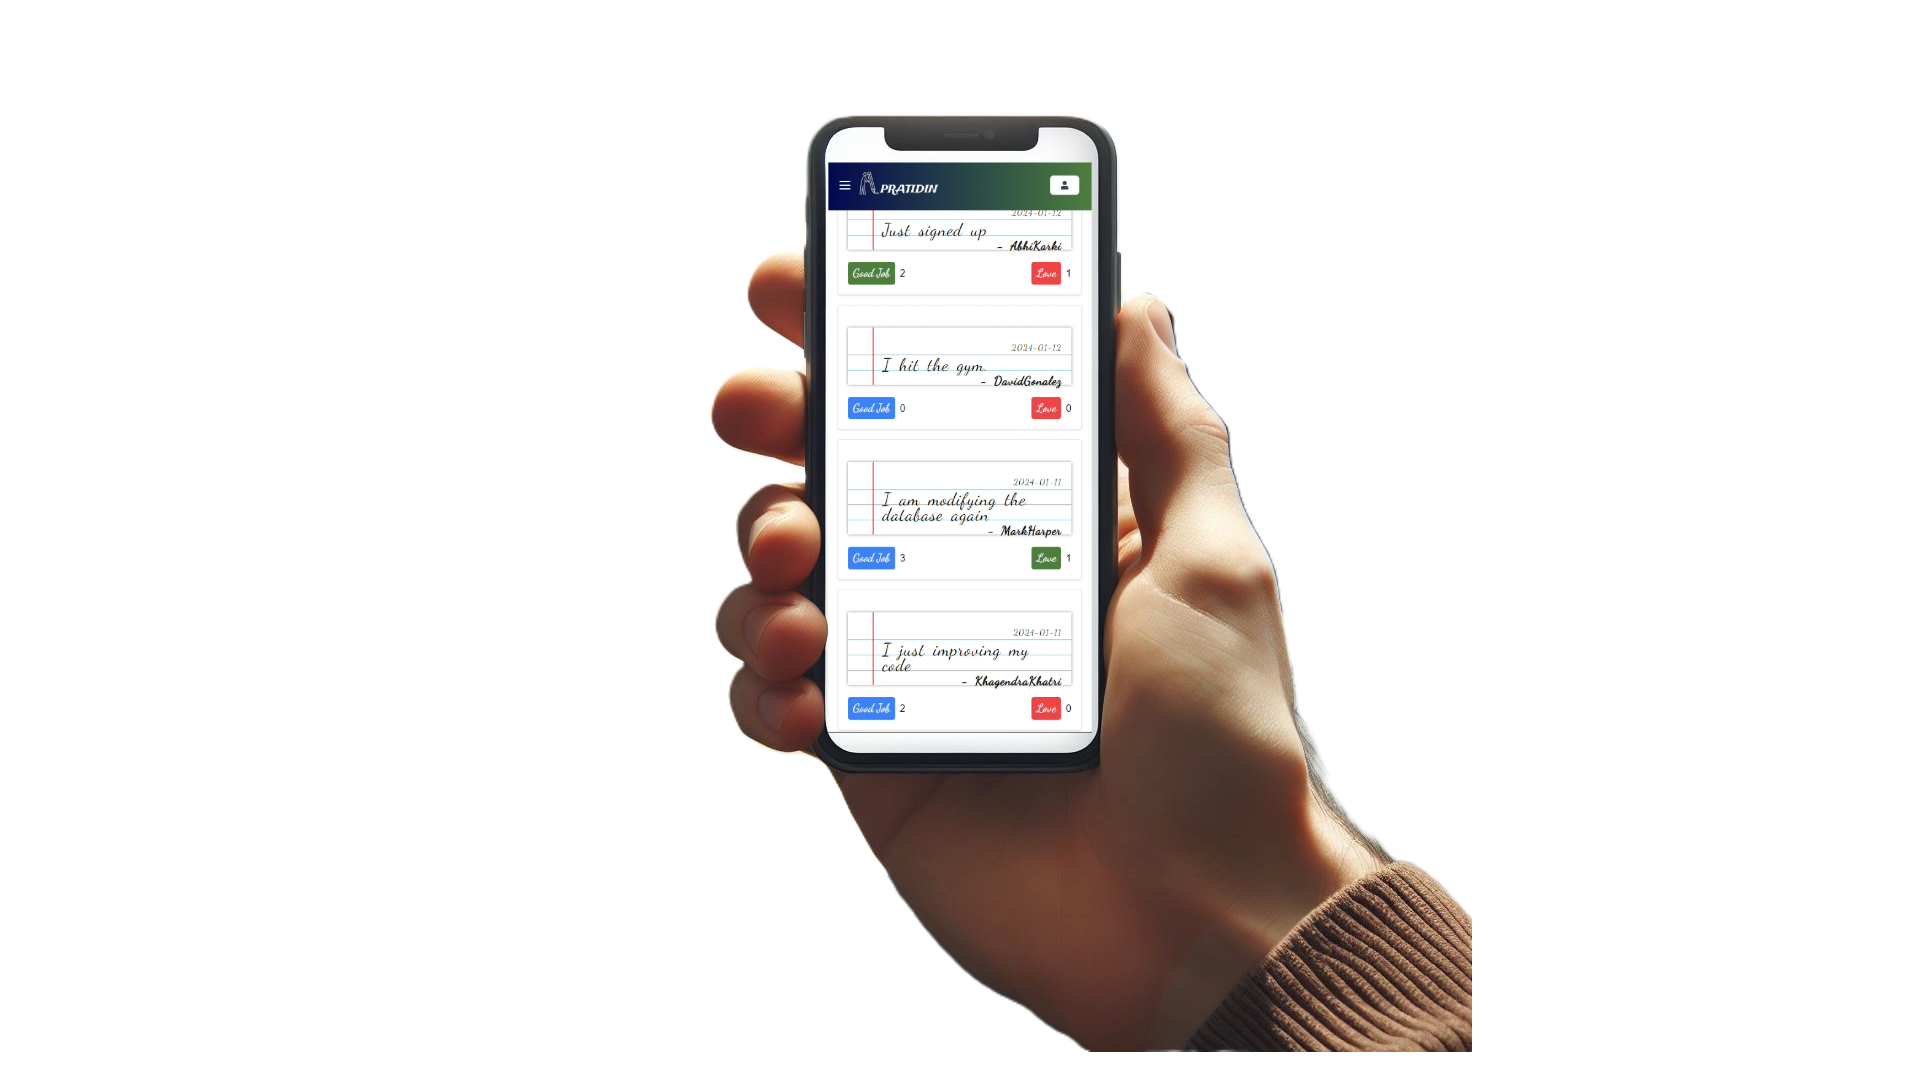 PRATIDIN
2024-01-12
Just signed up
- AbhiKarki
Good Job 2 Love 1
2024-01-12
I hit the gym.
- DavidGonalez
Good Job 0 Love 0
2024-01-11
I am modifying the
database again
- MarkHarper
Good Job 3 Love 1
2024-01-11
I just improving my
code
- KhagendraKhatri
Good Job 2 Love 0